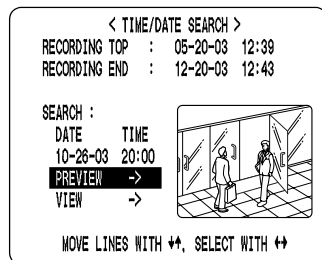 < TIME/DATE SEARCH >
RECORDING TOP : 05-20-03 12:39
RECORDING END : 12-20-03 12:43
SEARCH :
DATE TIME
10-26-03 20:00
PREVIEW ->
VIEW ->
MOVE LINES WITH ↓↑, SELECT WITH ↔